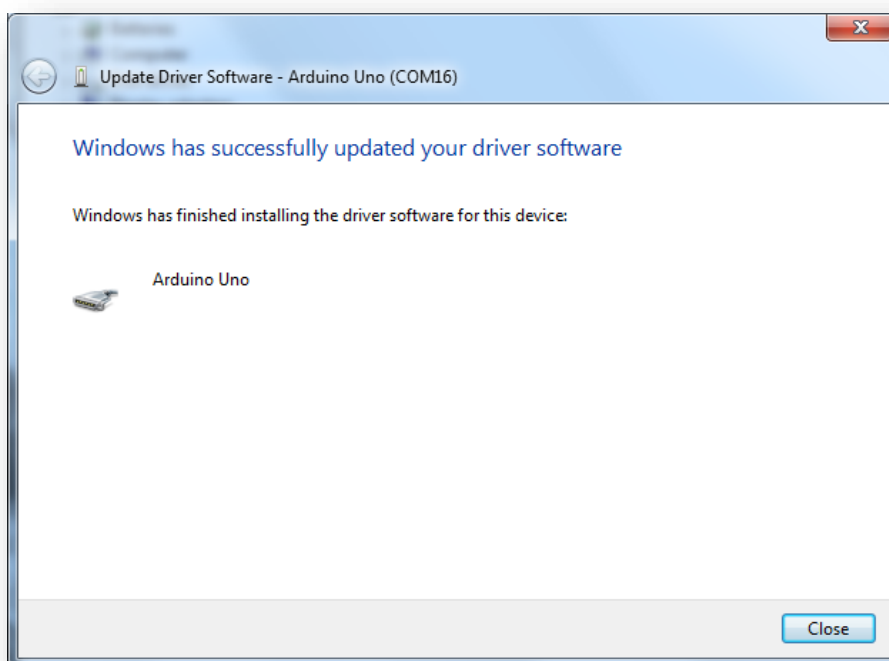 Computer
Update Driver Software - Arduino Uno (COM16)
Windows has successfully updated your driver software
Windows has finished installing the driver software for this device:
Arduino Uno
Close